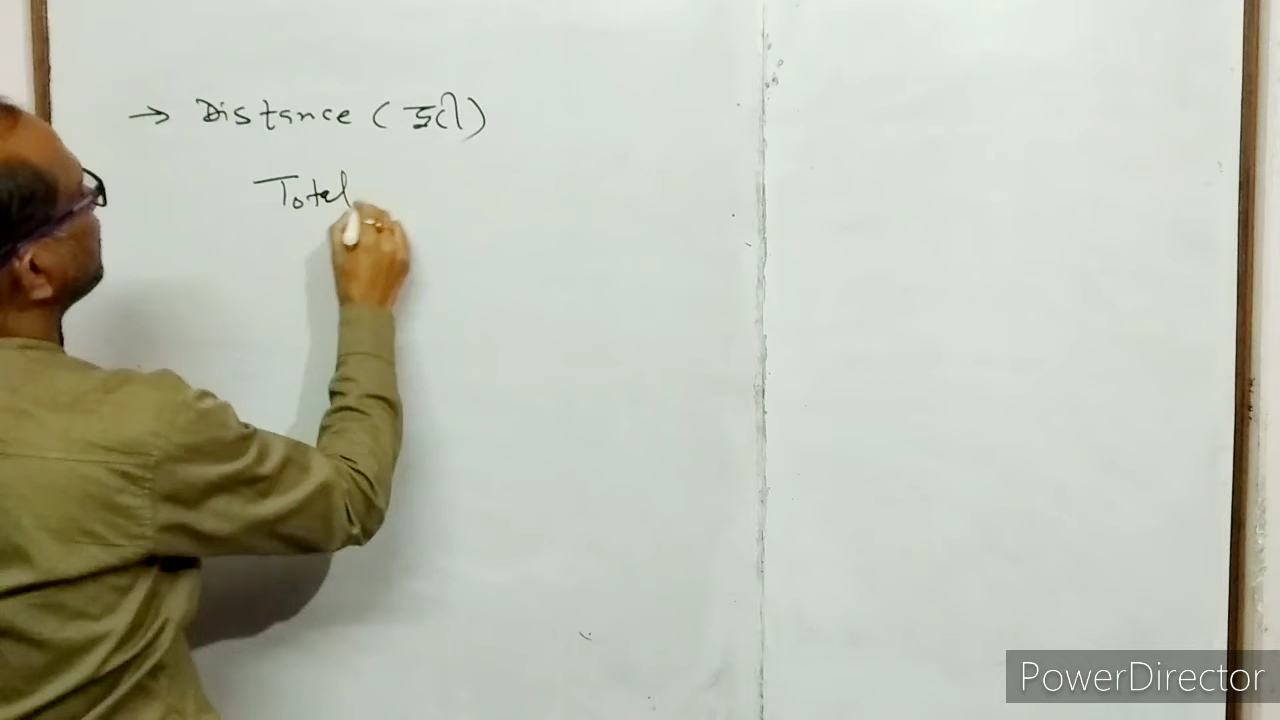 → Distance (दूरी)
Total
PowerDirector